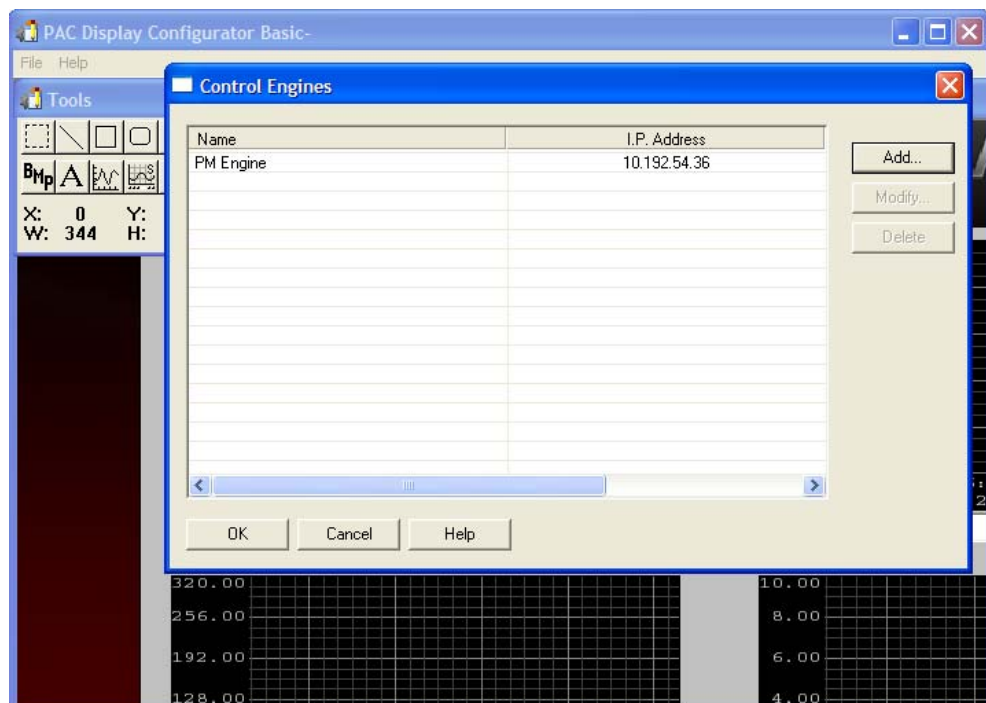 PAC Display Configurator Basic-
File Help
Tools
BMP A S
X: 0 Y:
W: 344 H:
Control Engines
Name I.P. Address
PM Engine 10.192.54.36
Add...
Modify...
Delete
OK Cancel Help
320.00
256.00
192.00
128.00
10.00
8.00
6.00
4.00